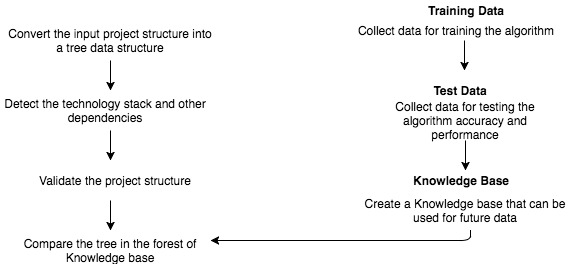 Convert the input project structure into
a tree data structure
Detect the technology stack and other
dependencies
Validate the project structure
Compare the tree in the forest of
Knowledge base
Training Data
Collect data for training the algorithm
Test Data
Collect data for testing the
algorithm accuracy and
performance
Knowledge Base
Create a Knowledge base that can be
used for future data